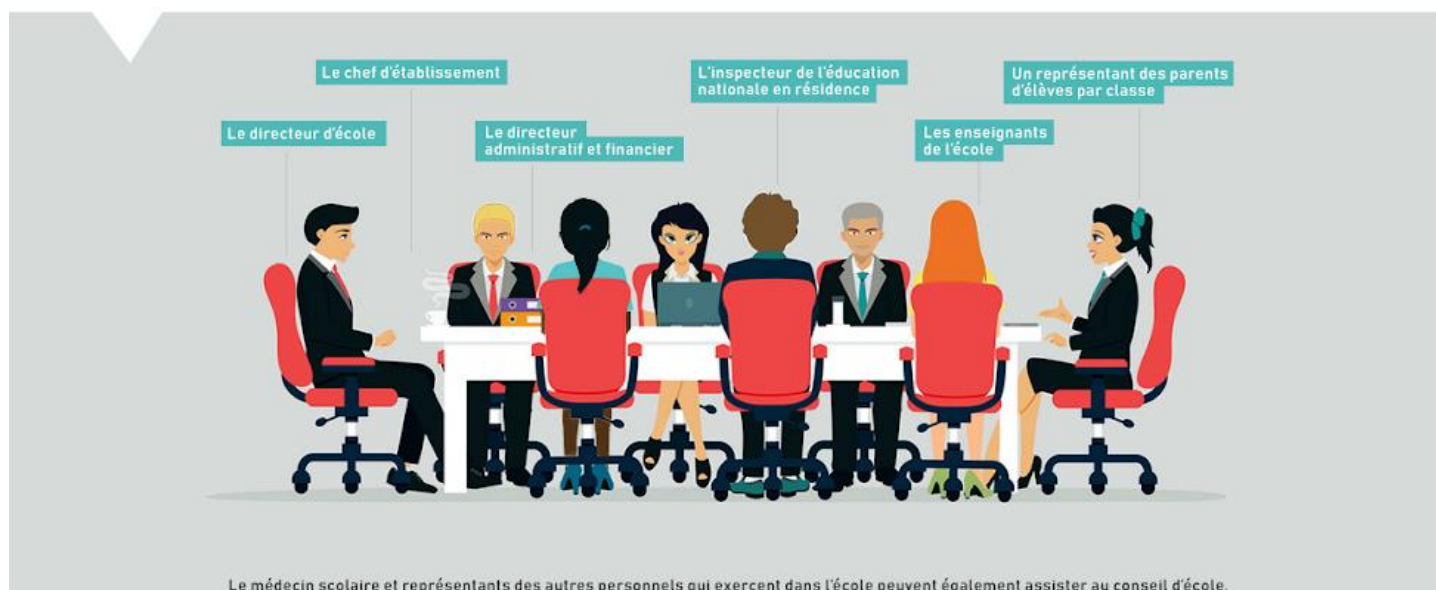 Le chef d'établissement
L'inspecteur de l'éducation
nationale en résidence
Un représentant des parents
d'élèves par classe
Le directeur d'école
Le directeur
administratif et financier
Les enseignants
de l'école
Le médecin scolaire et représentants des autres personnels qui exercent dans l'école peuvent également assister au conseil d'école.